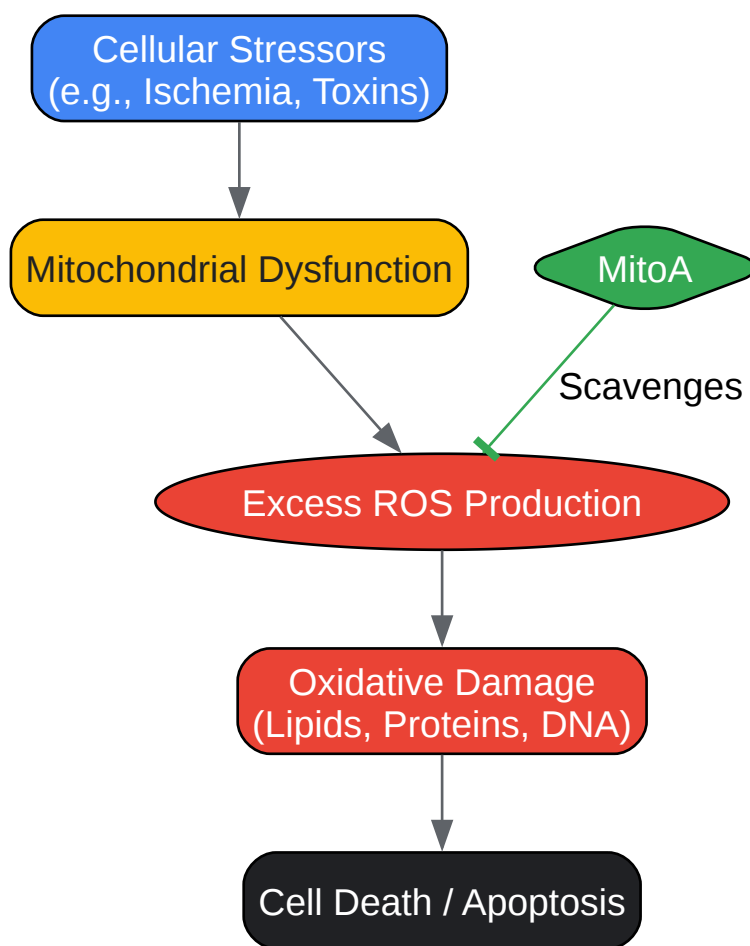 Cellular Stressors
(e.g., Ischemia, Toxins)
Mitochondrial Dysfunction
MitoA
Scavenges
Excess ROS Production
Oxidative Damage
(Lipids, Proteins, DNA)
Cell Death / Apoptosis